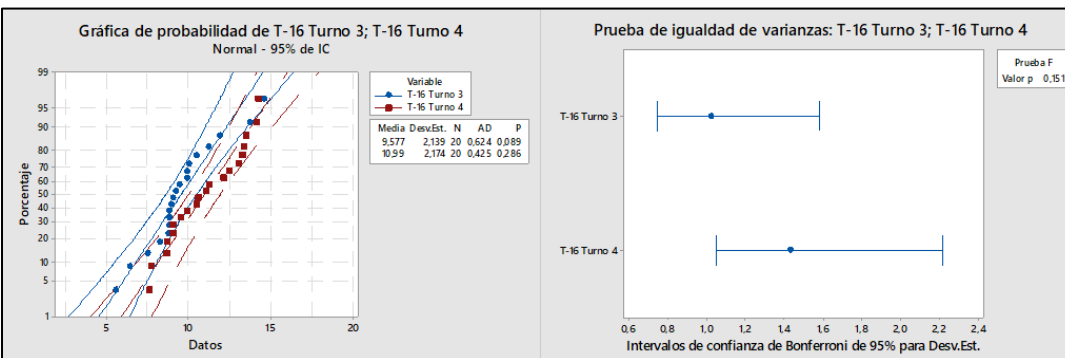 Gráfica de probabilidad de T-16 Turno 3; T-16 Turno 4
Normal - 95% de IC
99
95
90
80
70
60
50
40
30
20
10
5
1
Porcentaje
5
10
15
20
Datos
Variable
T-16 Turno 3
T-16 Turno 4
Media Desv.Est. N AD P
9,577 2,139 20 0,624 0,089
10,99 2,174 20 0,425 0,286
Prueba de igualdad de varianzas: T-16 Turno 3; T-16 Turno 4
Prueba F
Valor p 0,151
T-16 Turno 3
T-16 Turno 4
0,6 0,8 1,0 1,2 1,4 1,6 1,8 2,0 2,2 2,4
Intervalos de confianza de Bonferroni de 95% para Desv.Est.